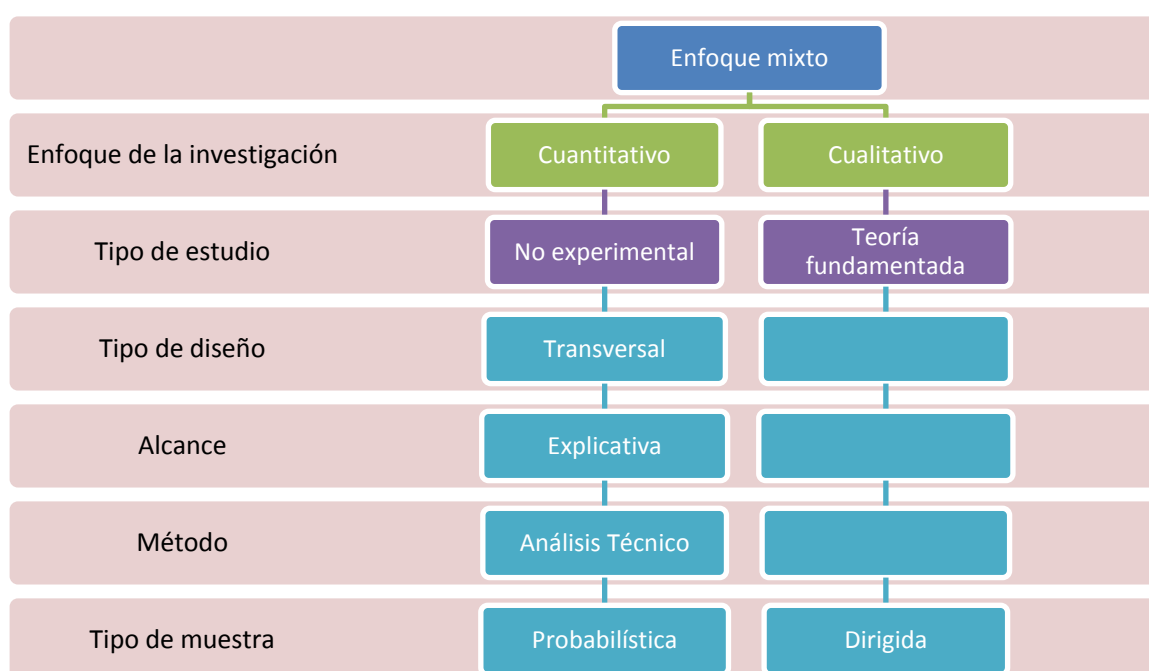 Enfoque mixto
Enfoque de la investigación
Cuantitativo
Cualitativo
Tipo de estudio
No experimental
Teoría
fundamentada
Tipo de diseño
Transversal
Alcance
Explicativa
Método
Análisis Técnico
Tipo de muestra
Probabilística
Dirigida